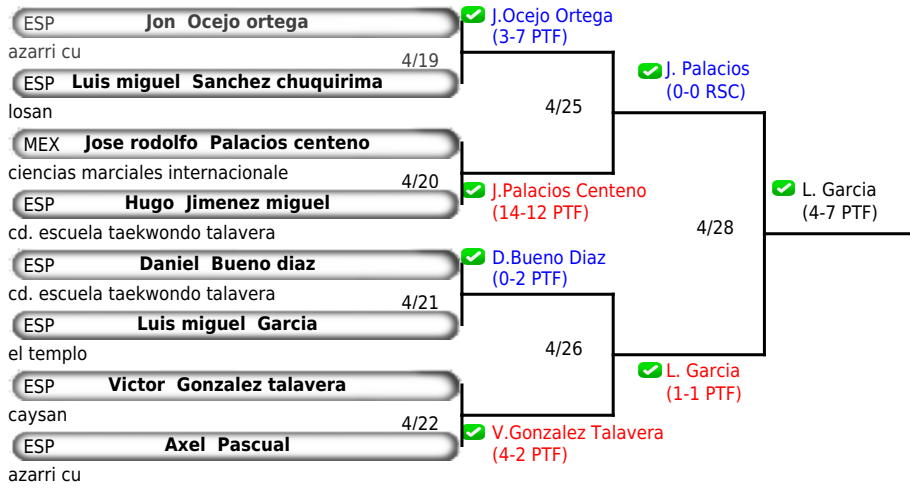 ESP Jon Ocejo ortega
azarri cu
4/19
ESP Luis miguel Sanchez chuquirima
losan
MEX Jose rodolfo Palacios centeno
ciencias marciales internacionale
4/20
ESP Hugo Jimenez miguel
cd. escuela taekwondo talavera
ESP Daniel Bueno diaz
cd. escuela taekwondo talavera
4/21
ESP Luis miguel Garcia
el templo
ESP Victor Gonzalez talavera
caysan
4/22
ESP Axel Pascual
azarri cu
J.Ocejo Ortega
(3-7 PTF)
4/25
J.Palacios Centeno
(14-12 PTF)
D.Bueno Diaz
(0-2 PTF)
4/26
V.Gonzalez Talavera
(4-2 PTF)
J. Palacios
(0-0 RSC)
4/28
L. Garcia
(1-1 PTF)
L. Garcia
(4-7 PTF)